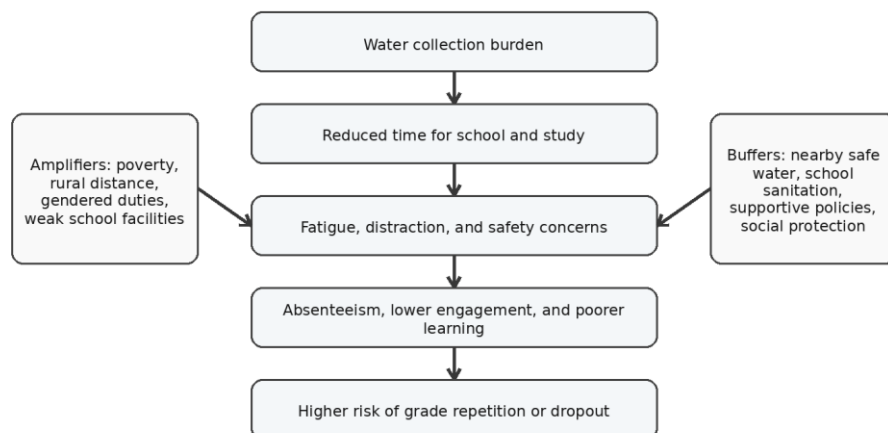 Water collection burden
Reduced time for school and study
Amplifiers: poverty,
rural distance,
gendered duties,
weak school facilities
Fatigue, distraction, and safety concerns
Buffers: nearby safe
water, school
sanitation,
supportive policies,
social protection
Absenteeism, lower engagement, and poorer
learning
Higher risk of grade repetition or dropout